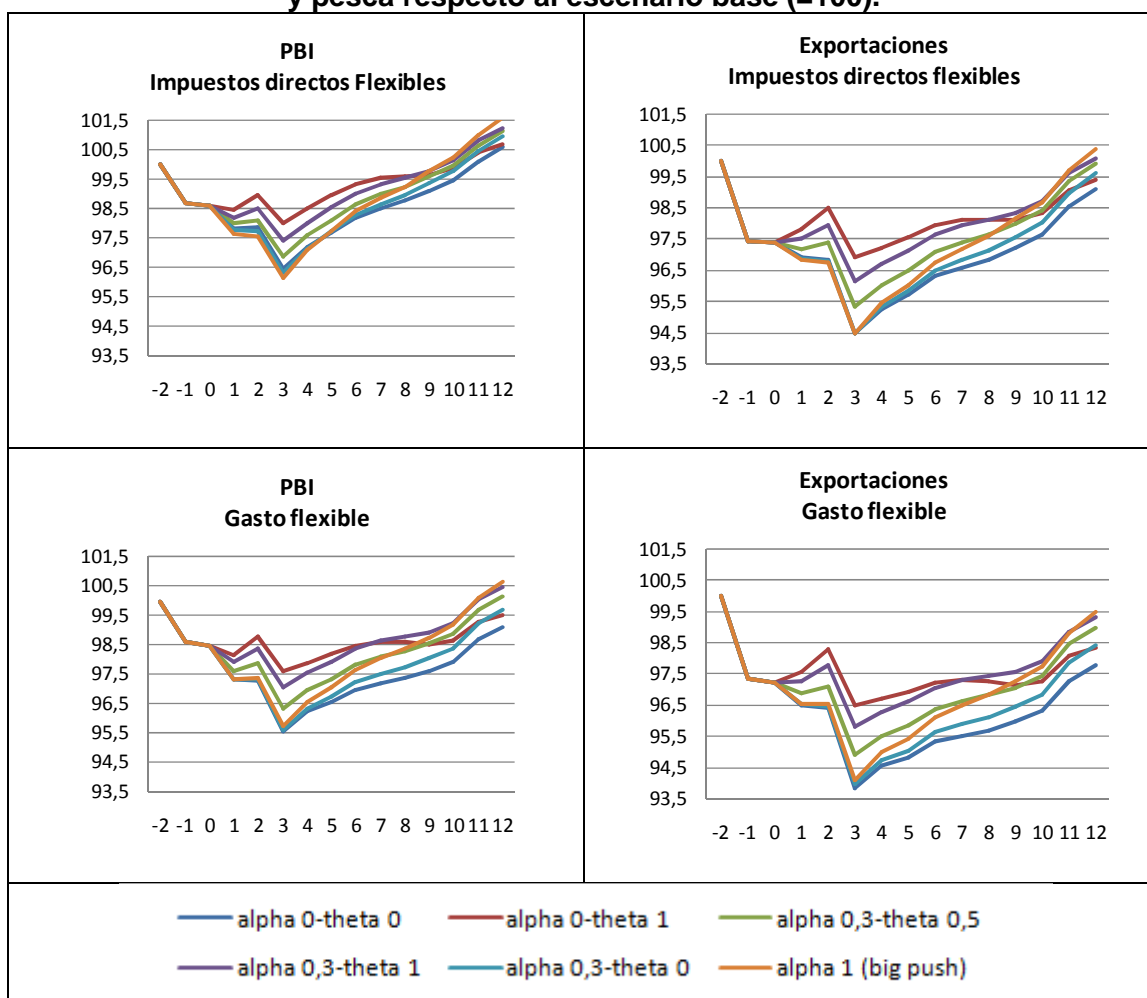 y pesca respecto al escenario base (=100).
PBI
Impuestos directos Flexibles
101,5
100,5
99,5
98,5
97,5
96,5
95,5
94,5
93,5
-2 -1 0 1 2 3 4 5 6 7 8 9 10 11 12
Exportaciones
Impuestos directos flexibles
101,5
100,5
99,5
98,5
97,5
96,5
95,5
94,5
93,5
-2 -1 0 1 2 3 4 5 6 7 8 9 10 11 12
PBI
Gasto flexible
101,5
100,5
99,5
98,5
97,5
96,5
95,5
94,5
93,5
-2 -1 0 1 2 3 4 5 6 7 8 9 10 11 12
Exportaciones
Gasto flexible
101,5
100,5
99,5
98,5
97,5
96,5
95,5
94,5
93,5
-2 -1 0 1 2 3 4 5 6 7 8 9 10 11 12
alpha 0-theta 0 alpha 0-theta 1 alpha 0,3-theta 0,5
alpha 0,3-theta 1 alpha 0,3-theta 0 alpha 1 (big push)